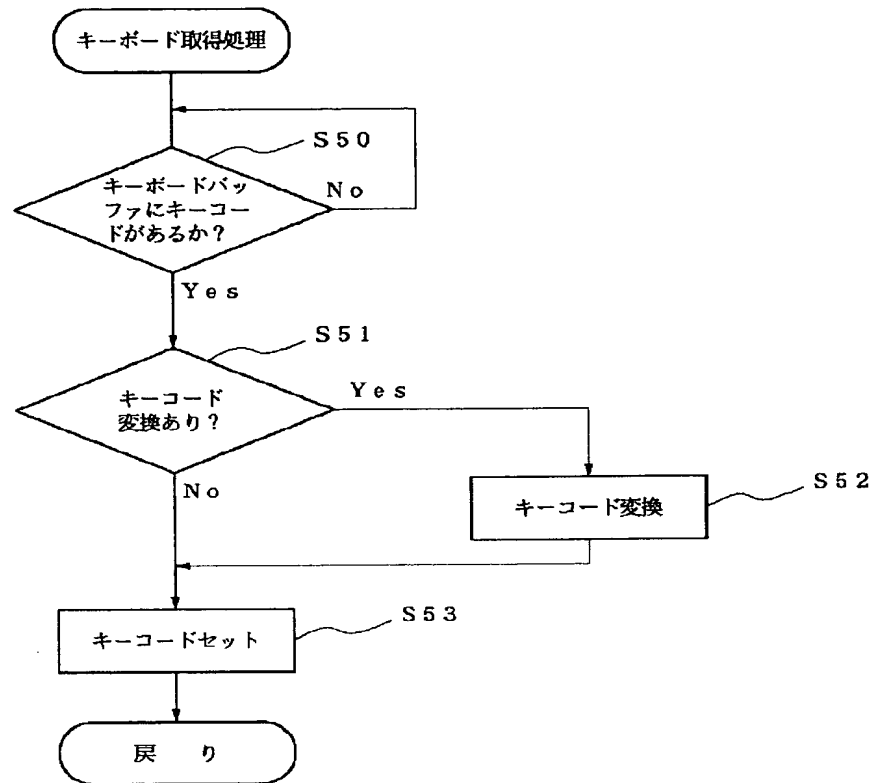 キーボード取得処理
S50
キーボードバッ
ファにキーコー
ドがあるか？
No
Yes
S51
キーコード
変換あり？
Yes
No
キーコード変換
S52
キーコードセット
S53
戻 り